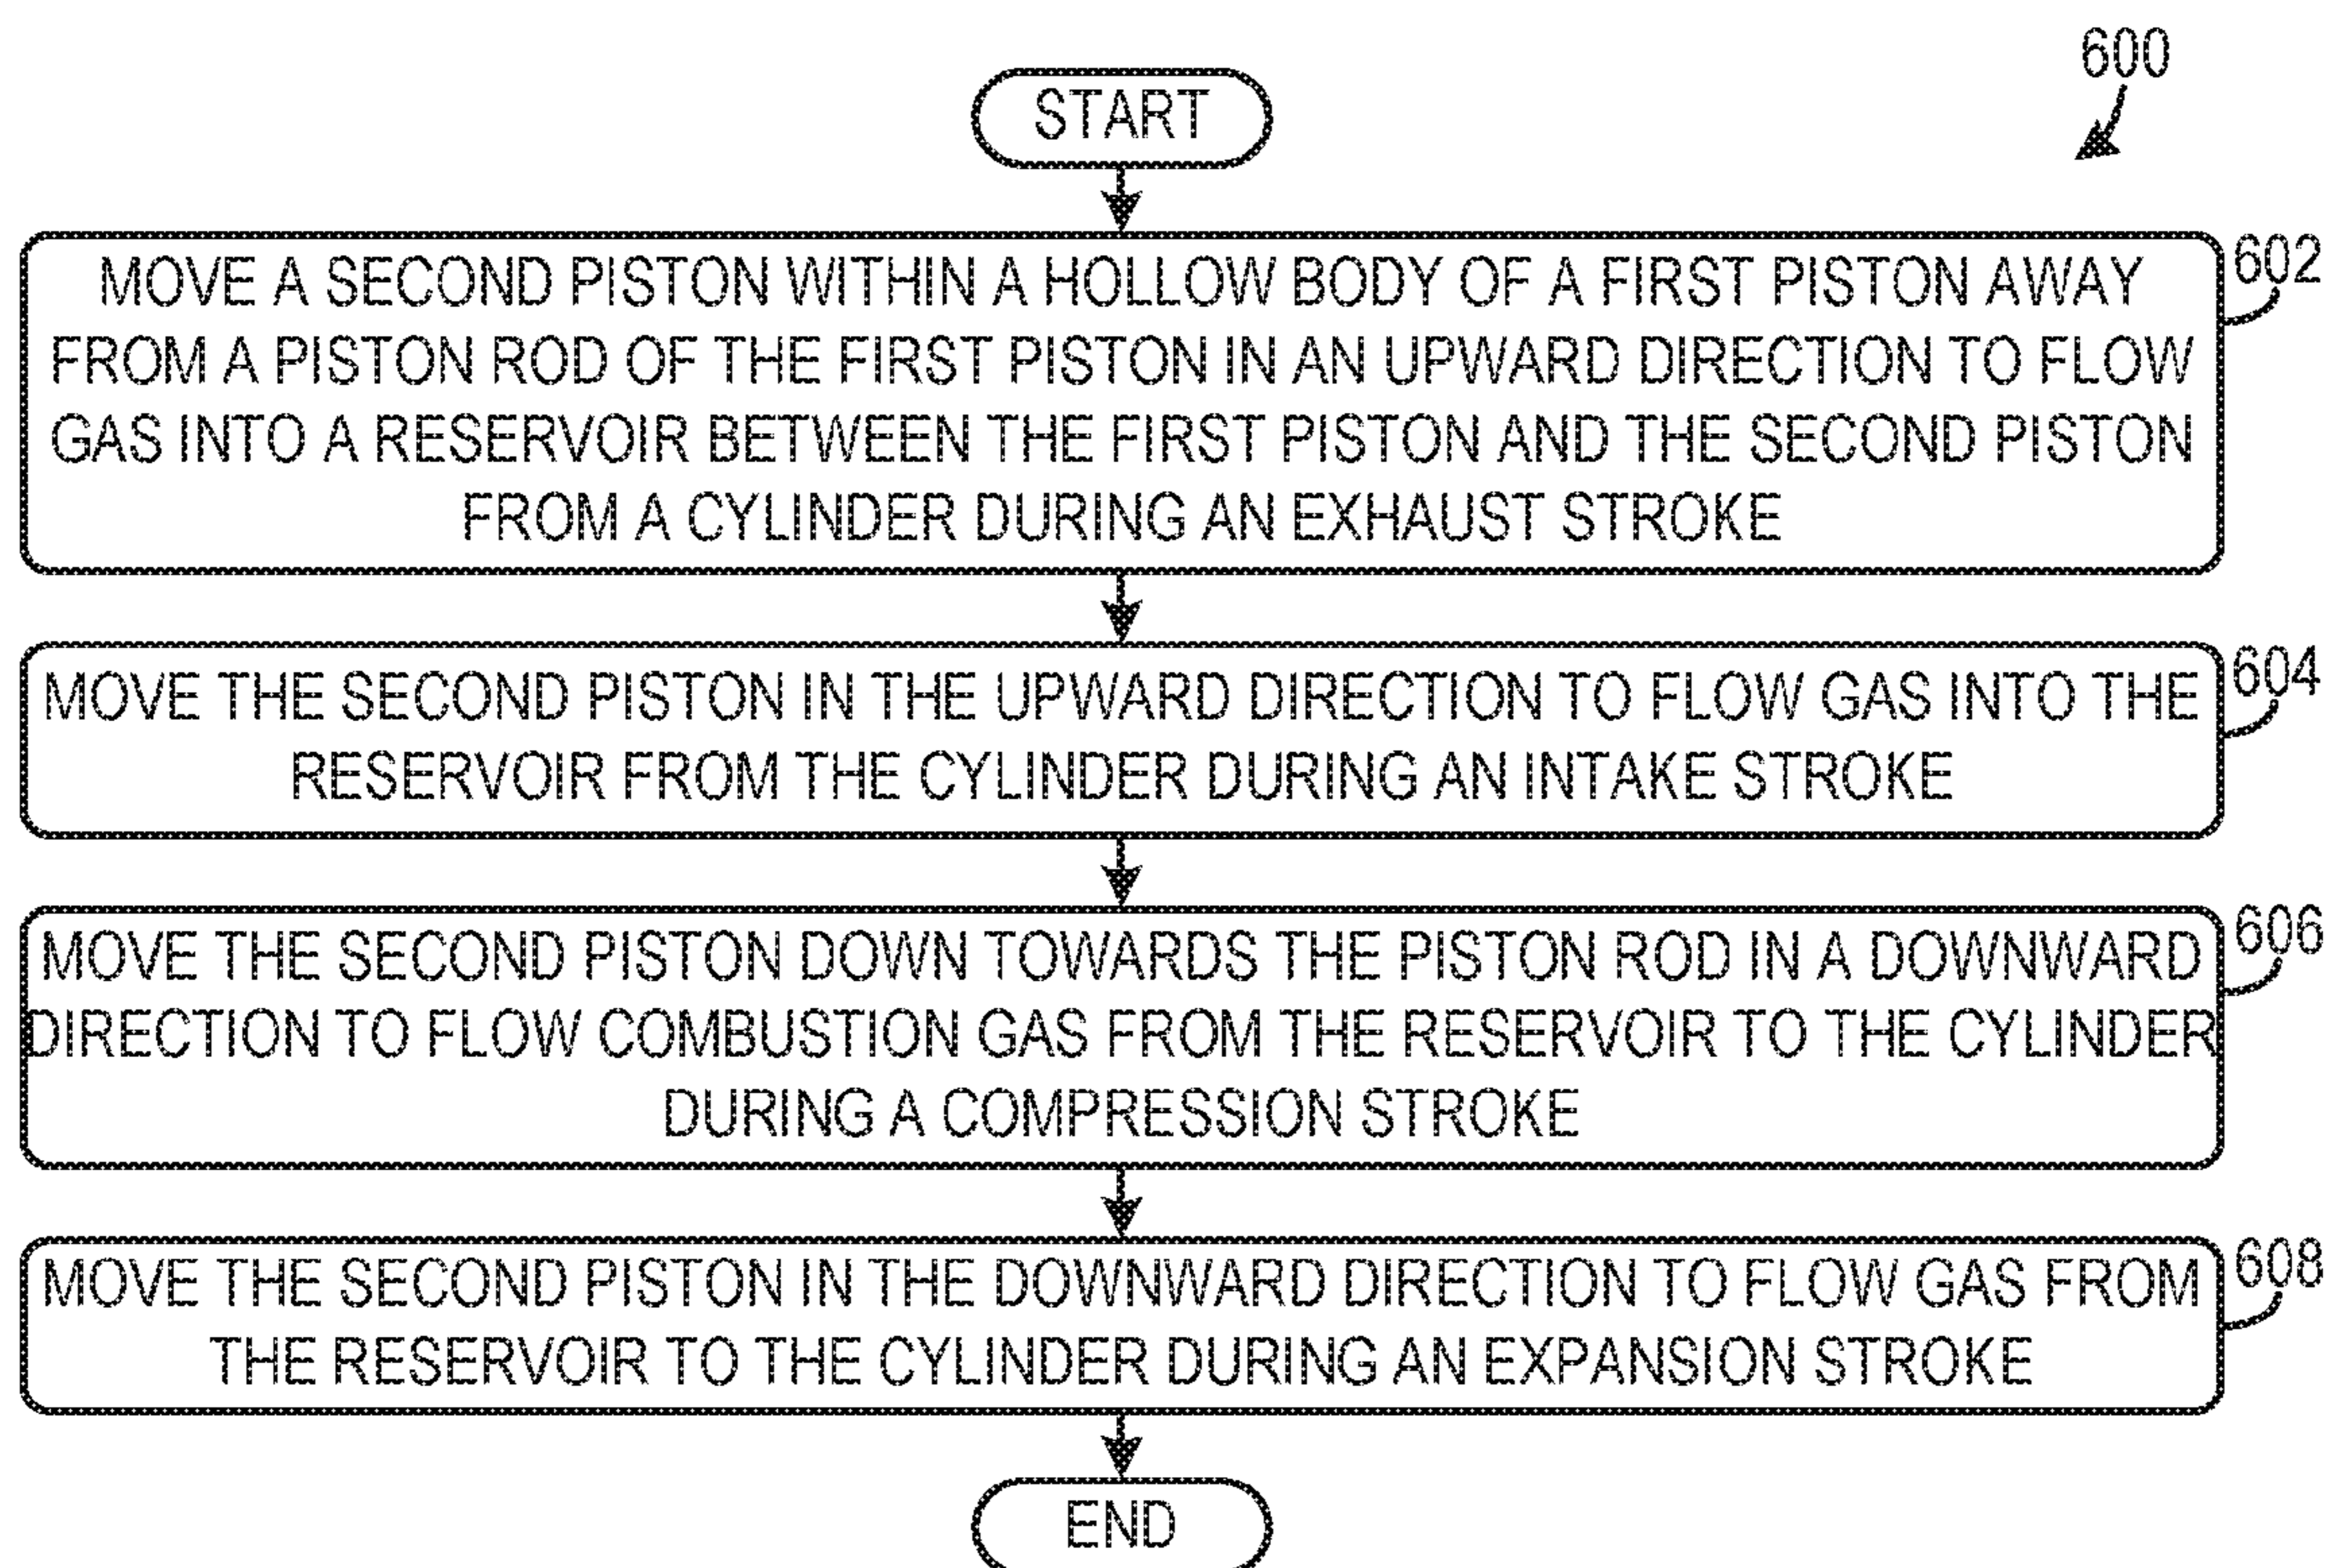 600
START
602
MOVE A SECOND PISTON WITHIN A HOLLOW BODY OF A FIRST PISTON AWAY
FROM A PISTON ROD OF THE FIRST PISTON IN AN UPWARD DIRECTION TO FLOW
GAS INTO A RESERVOIR BETWEEN THE FIRST PISTON AND THE SECOND PISTON
FROM A CYLINDER DURING AN EXHAUST STROKE
604
MOVE THE SECOND PISTON IN THE UPWARD DIRECTION TO FLOW GAS INTO THE
RESERVOIR FROM THE CYLINDER DURING AN INTAKE STROKE
606
MOVE THE SECOND PISTON DOWN TOWARDS THE PISTON ROD IN A DOWNWARD
DIRECTION TO FLOW COMBUSTION GAS FROM THE RESERVOIR TO THE CYLINDER
DURING A COMPRESSION STROKE
608
MOVE THE SECOND PISTON IN THE DOWNWARD DIRECTION TO FLOW GAS FROM
THE RESERVOIR TO THE CYLINDER DURING AN EXPANSION STROKE
END